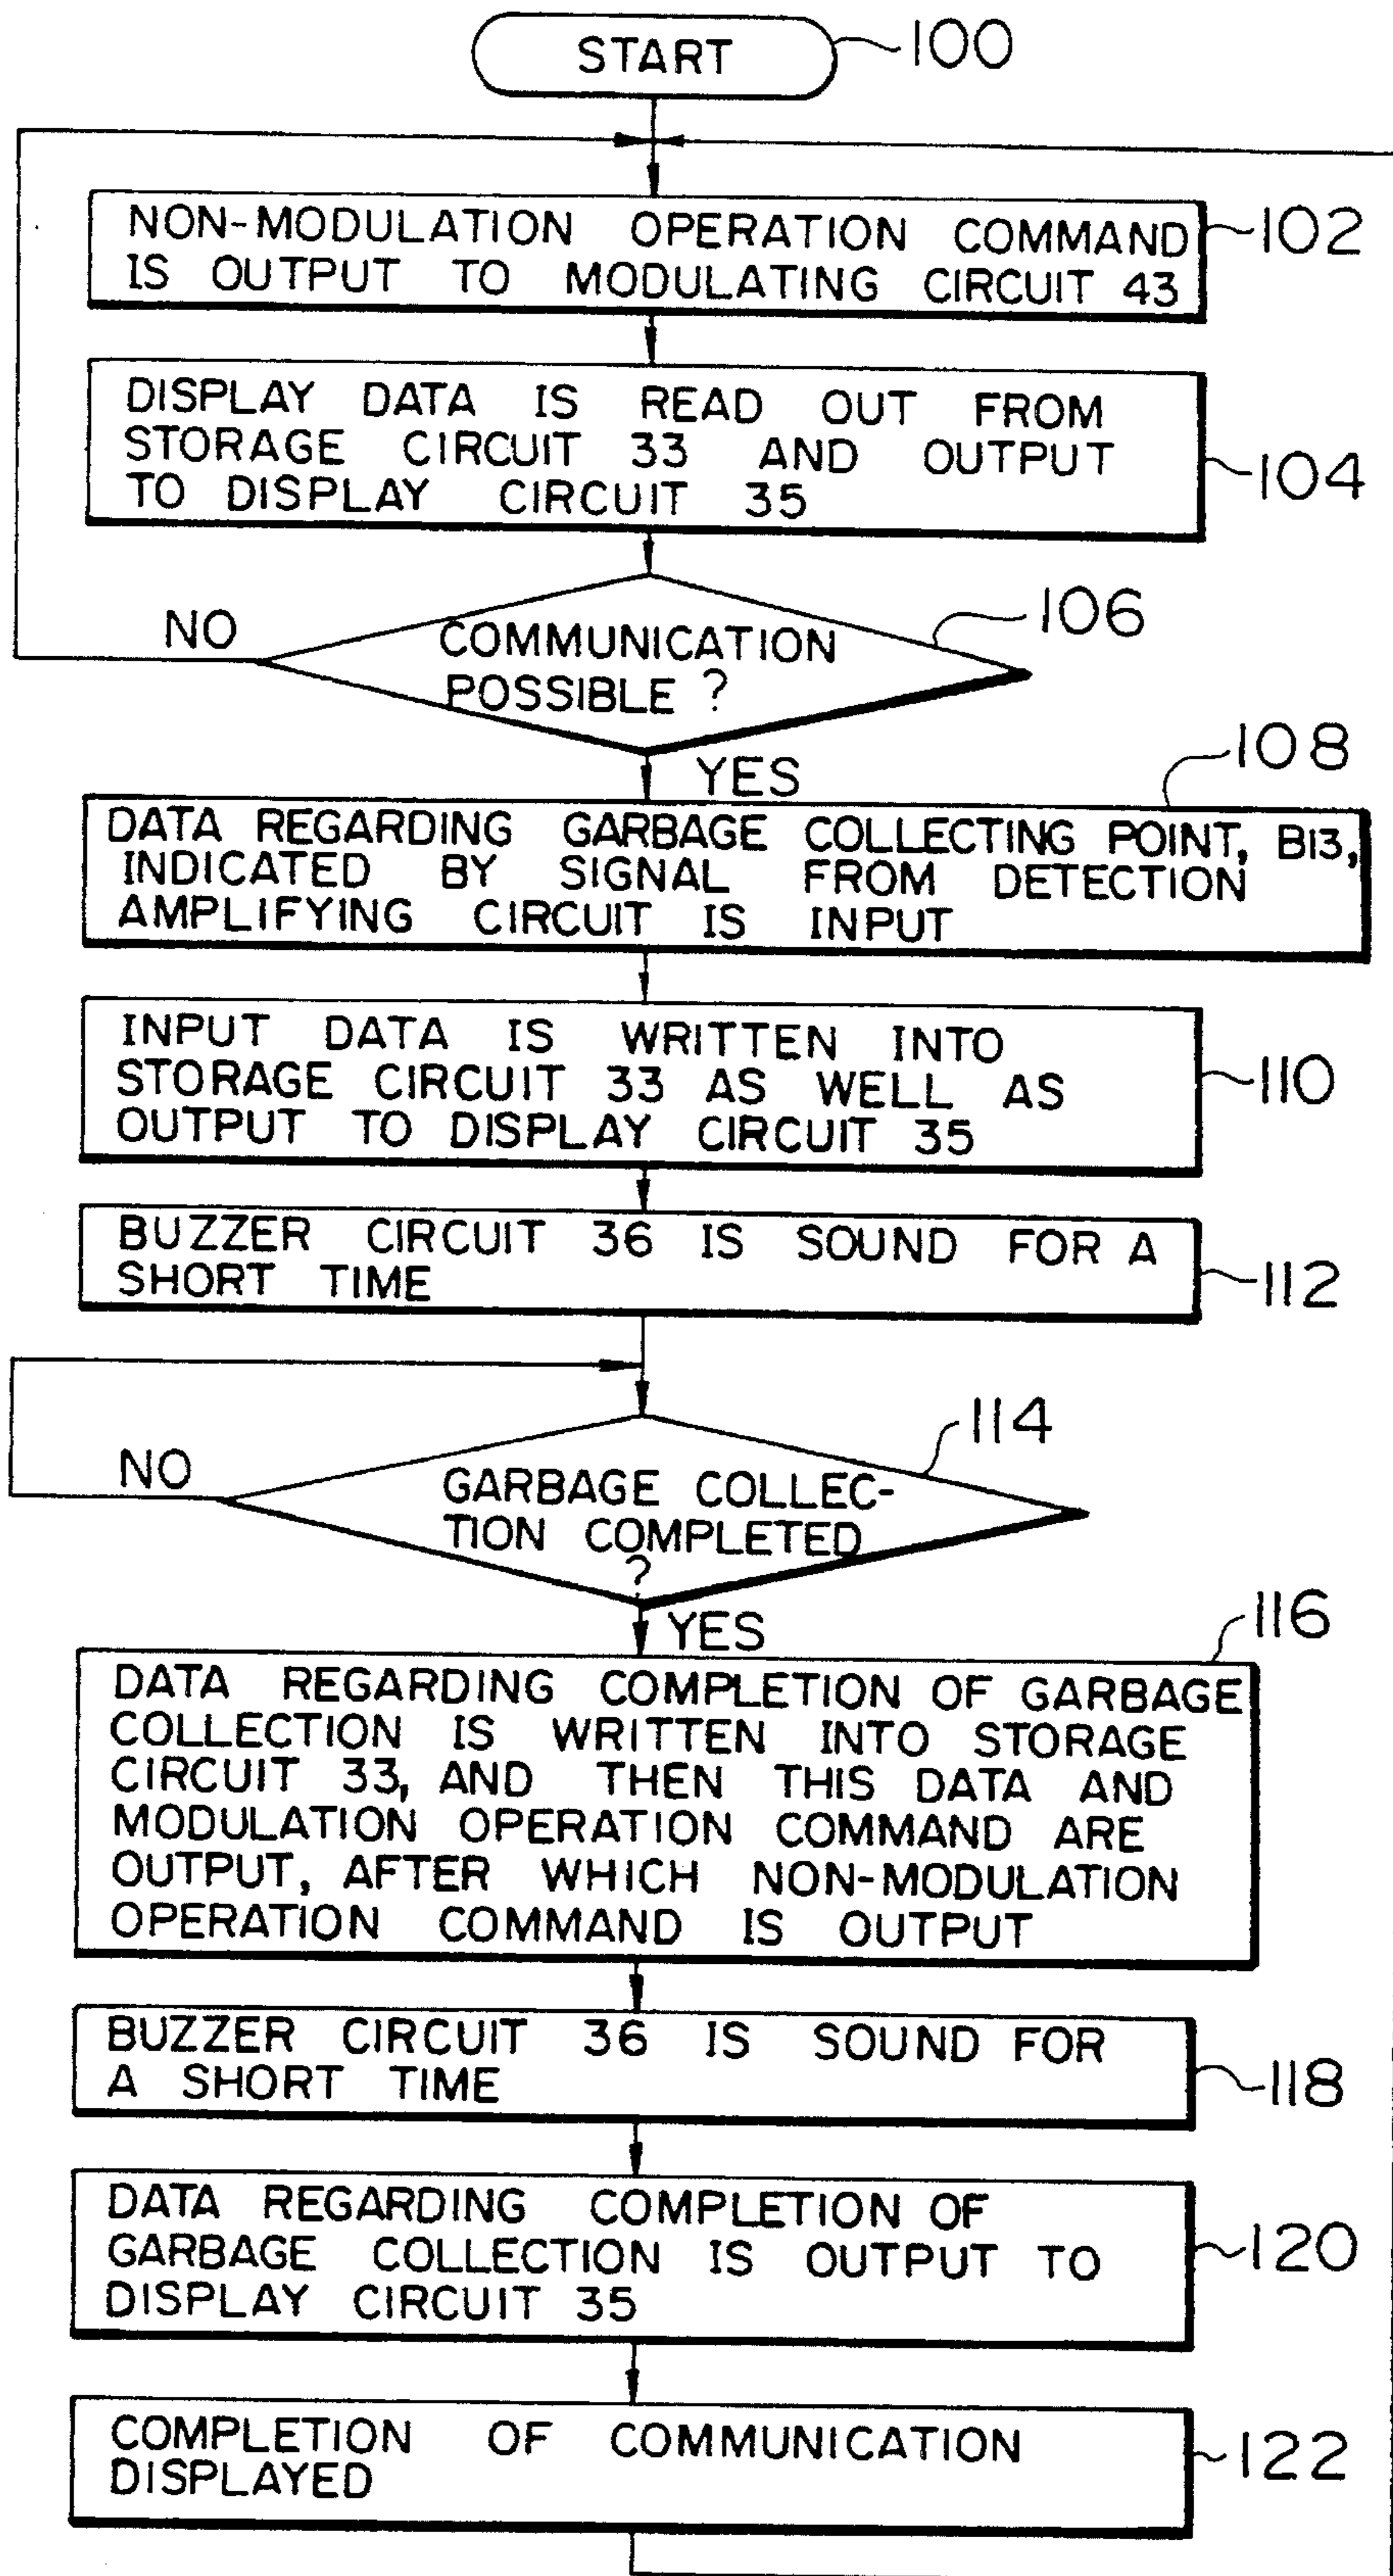 START
100
NON-MODULATION OPERATION COMMAND
IS OUTPUT TO MODULATING CIRCUIT 43
102
DISPLAY DATA IS READ OUT FROM
STORAGE CIRCUIT 33 AND OUTPUT
TO DISPLAY CIRCUIT 35
104
NO
COMMUNICATION
POSSIBLE ?
106
YES
108
DATA REGARDING GARBAGE COLLECTING POINT, B13,
INDICATED BY SIGNAL FROM DETECTION
AMPLIFYING CIRCUIT IS INPUT
INPUT DATA IS WRITTEN INTO
STORAGE CIRCUIT 33 AS WELL AS
OUTPUT TO DISPLAY CIRCUIT 35
110
BUZZER CIRCUIT 36 IS SOUND FOR A
SHORT TIME
112
NO
114
GARBAGE COLLEC-
TION COMPLETED
?
YES
116
DATA REGARDING COMPLETION OF GARBAGE
COLLECTION IS WRITTEN INTO STORAGE
CIRCUIT 33, AND THEN THIS DATA AND
MODULATION OPERATION COMMAND ARE
OUTPUT, AFTER WHICH NON-MODULATION
OPERATION COMMAND IS OUTPUT
BUZZER CIRCUIT 36 IS SOUND FOR
A SHORT TIME
118
DATA REGARDING COMPLETION OF
GARBAGE COLLECTION IS OUTPUT TO
DISPLAY CIRCUIT 35
120
COMPLETION OF COMMUNICATION
DISPLAYED
122